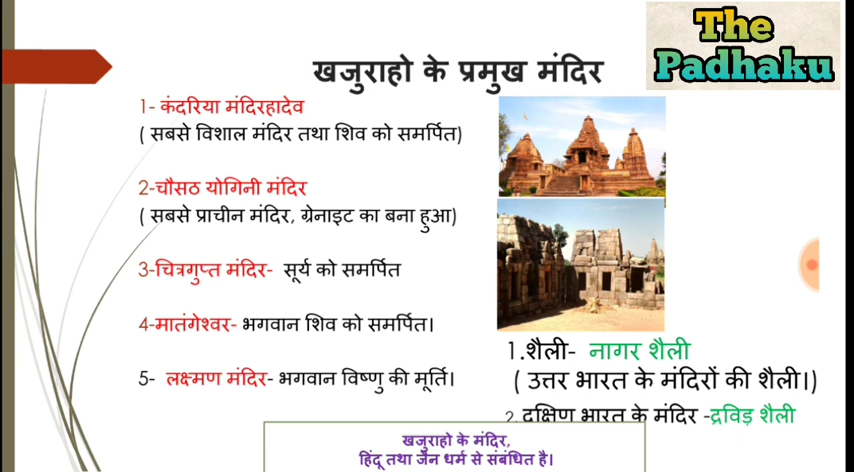 The
Padhaku
खजुराहो के प्रमुख मंदिर
1- कंदरिया मंदिरहादेव
( सबसे विशाल मंदिर तथा शिव को समर्पित)
2-चौसठ योगिनी मंदिर
( सबसे प्राचीन मंदिर, ग्रेनाइट का बना हुआ)
3-चित्रगुप्त मंदिर- सूर्य को समर्पित
4-मातंगेश्वर- भगवान शिव को समर्पित।
5- लक्ष्मण मंदिर- भगवान विष्णु की मूर्ति।
1.शैली- नागर शैली
( उत्तर भारत के मंदिरों की शैली।)
2. दक्षिण भारत के मंदिर -द्रविड़ शैली
खजुराहो के मंदिर,
हिंदू तथा जैन धर्म से संबंधित है।